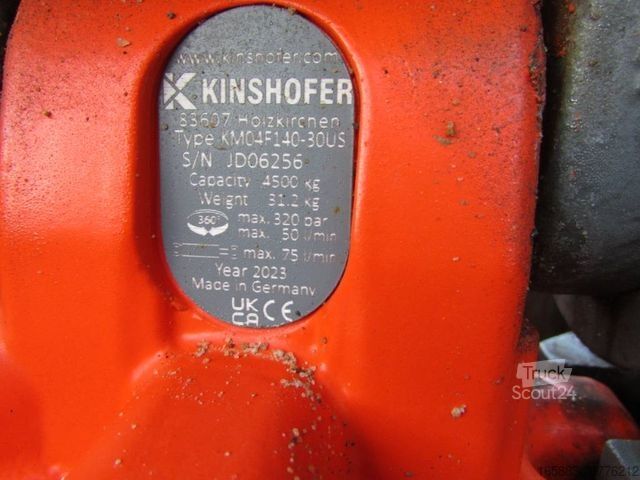 www.kinshofer.com
KINSHOFER
83607 Holzkirchen
Type KM04F140-30US
S/N JD06256
Capacity 4500 kg
Weight 31.2 kg
360° max. 320 bar
max. 50 l/min
max. 75 l/min
Year 2023
Made in Germany
UK
CA CE
Truck
Scout24